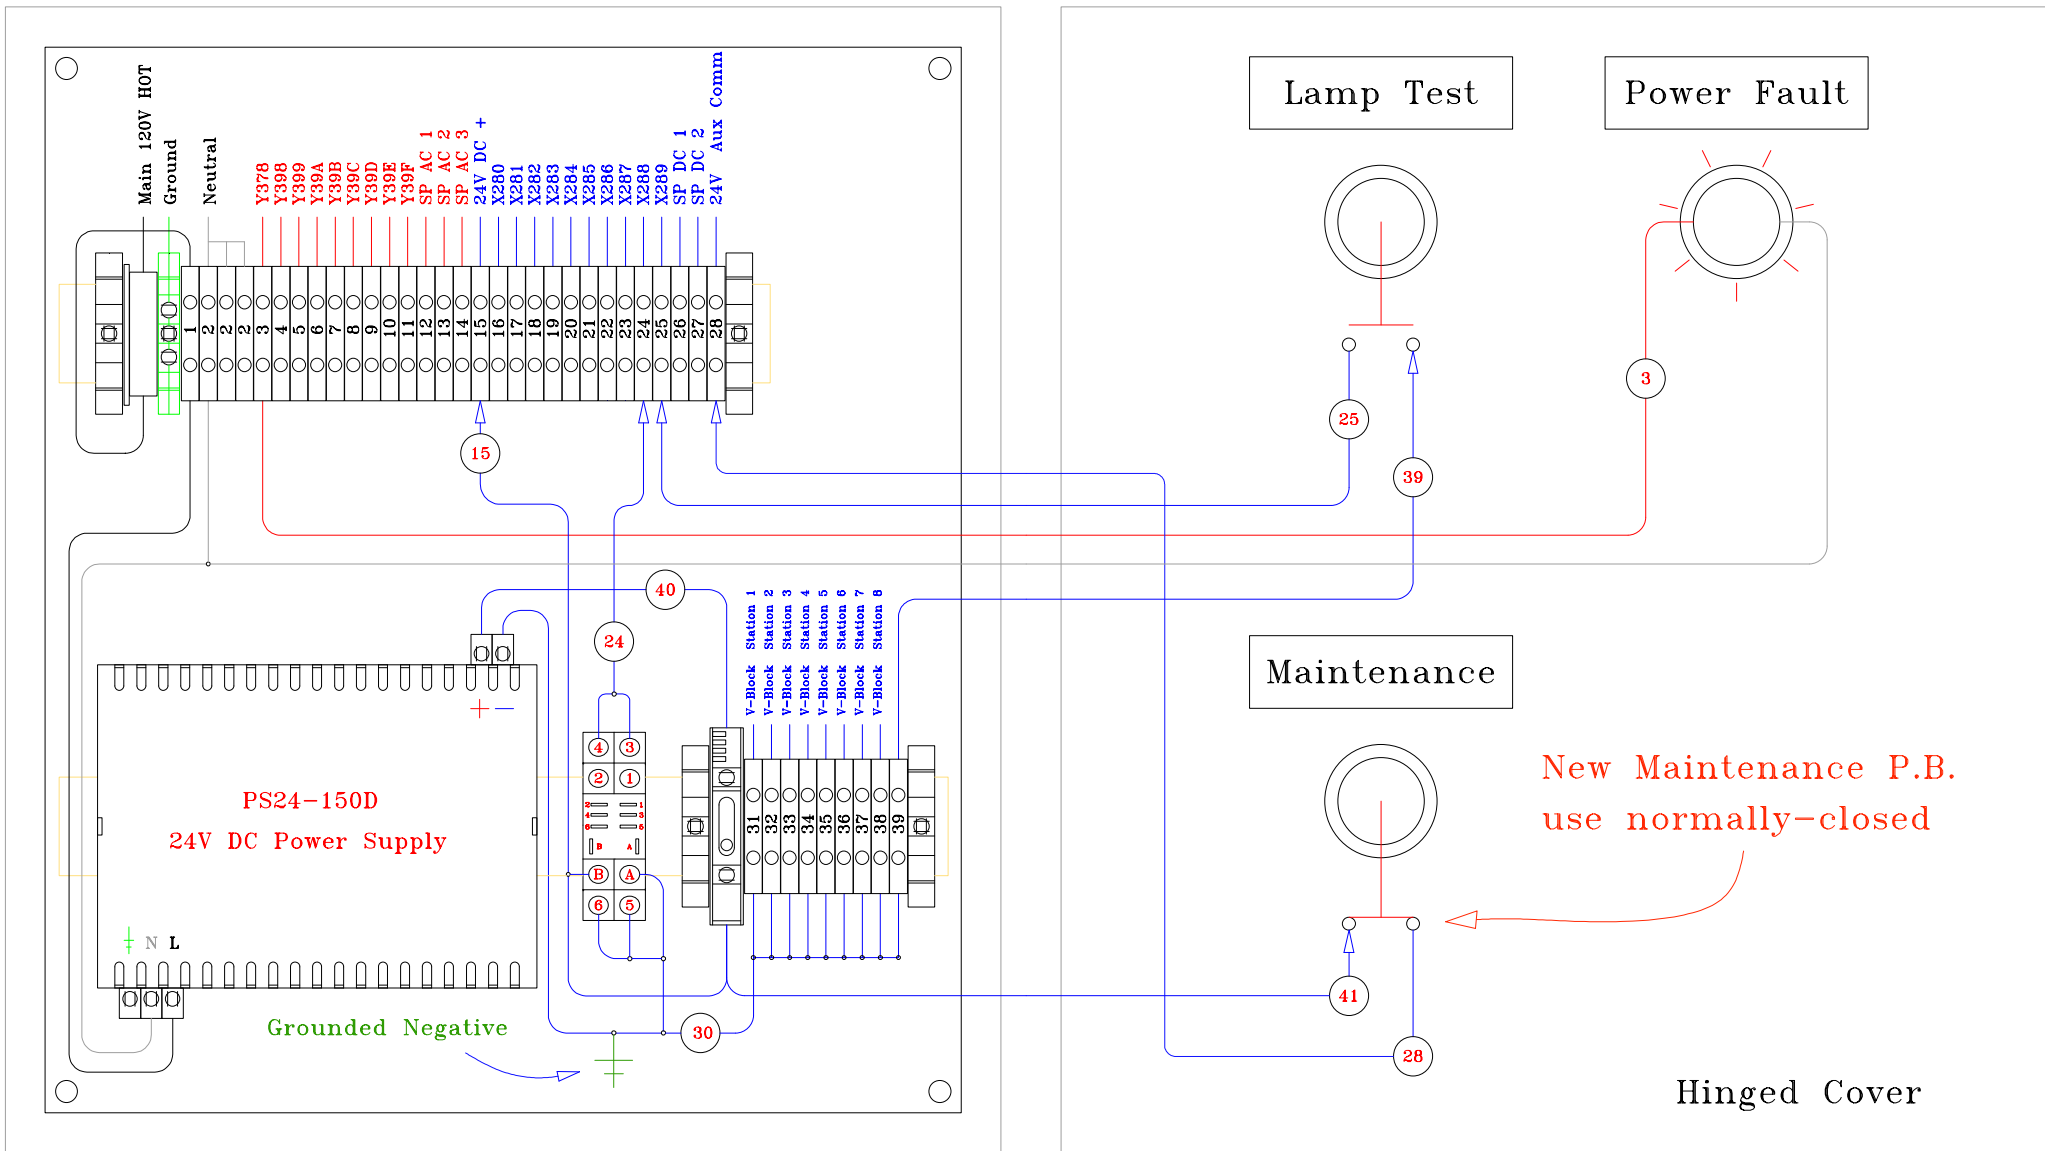 Main 120V HOT
Ground
Neutral
Y378
Y398
Y399
Y39A
Y39B
Y39C
Y39D
Y39E
Y39F
SP AC 1
SP AC 2
SP AC 3
24V DC +
X280
X281
X282
X283
X284
X285
X286
X287
X288
X289
SP DC 1
SP DC 2
24V Aux Comm
Lamp Test
Power Fault
1 2 2 2 3 4 5 6 7 8 9 10 11 12 13 14 15 16 17 18 19 20 21 22 23 24 25 26 27 28
3
25
15
39
40
24
V-Block Station 1
V-Block Station 2
V-Block Station 3
V-Block Station 4
V-Block Station 5
V-Block Station 6
V-Block Station 7
V-Block Station 8
Maintenance
+ −
4 3
2 1
2 1
4 3
6 5
B A
B A
6 5
31 32 33 34 35 36 37 38 39
PS24-150D
24V DC Power Supply
N L
New Maintenance P.B.
use normally-closed
41
Grounded Negative
30
28
Hinged Cover